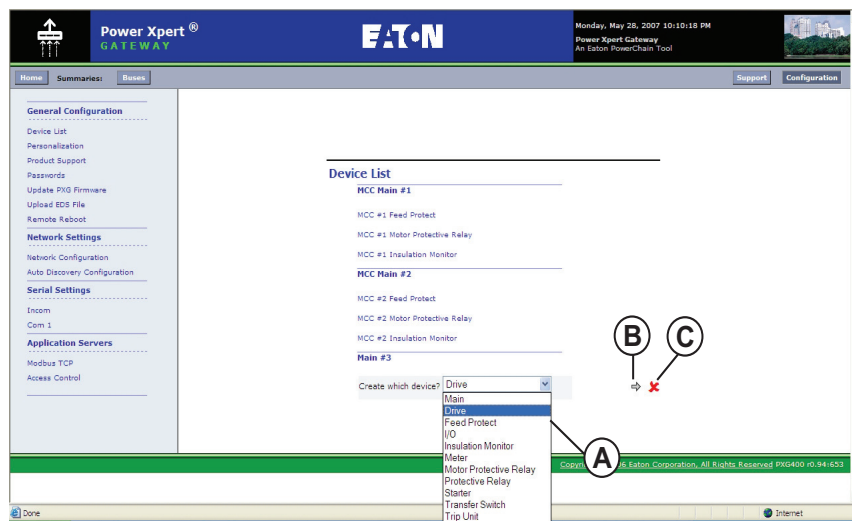 Power Xpert ®
GATEWAY
EATON
Monday, May 28, 2007 10:10:18 PM
Power Xpert Gateway
An Eaton PowerChain Tool
Home Summaries: Buses Support Configuration
General Configuration
Device List
Personalization
Product Support
Passwords
Update PXG Firmware
Upload EDS File
Remote Reboot
Network Settings
Network Configuration
Auto Discovery Configuration
Serial Settings
Incom
Com 1
Application Servers
Modbus TCP
Access Control
Device List
MCC Main #1
MCC #1 Feed Protect
MCC #1 Motor Protective Relay
MCC #1 Insulation Monitor
MCC Main #2
MCC #2 Feed Protect
MCC #2 Motor Protective Relay
MCC #2 Insulation Monitor
Main #3
Create which device? Drive
Main
Drive
Feed Protect
I/O
Insulation Monitor
Meter
Motor Protective Relay
Protective Relay
Starter
Transfer Switch
Trip Unit
B
C
A
Eaton Corporation, All Rights Reserved PXG400 r0.94:653
Done
Internet